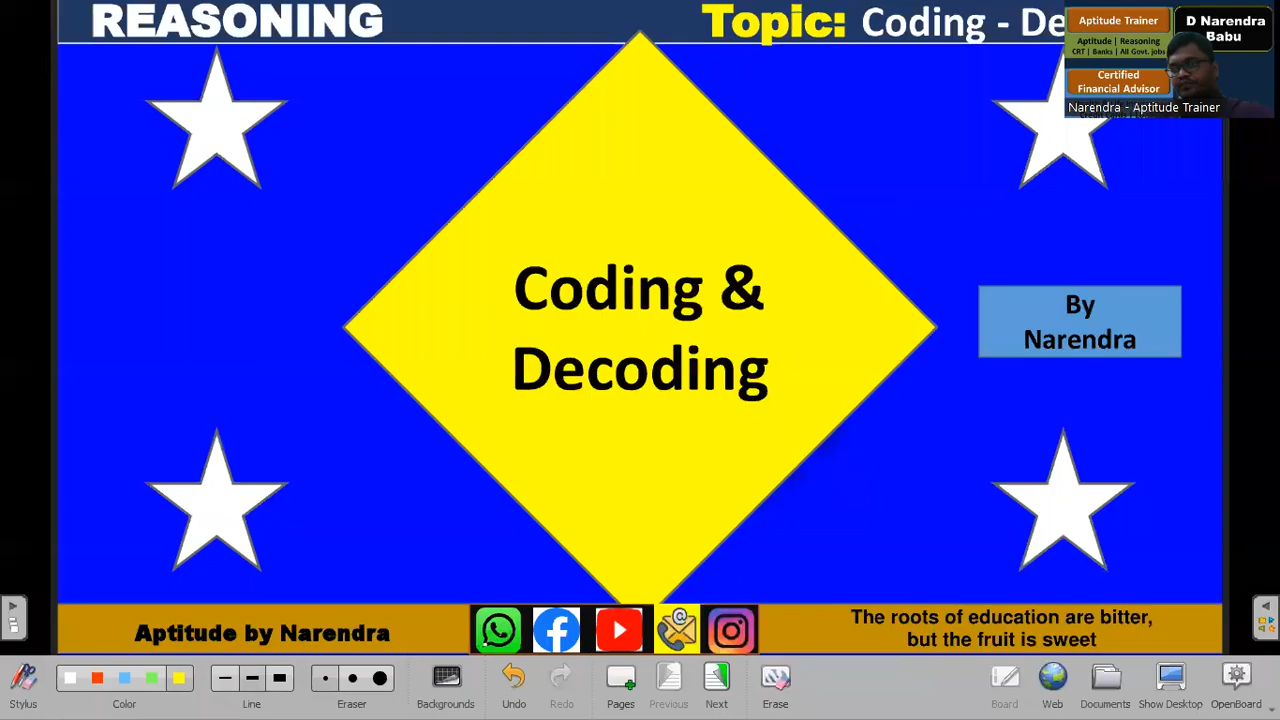 REASONING
Topic: Coding - De
Aptitude Trainer
D Narendra
Babu
Aptitude | Reasoning
CRT | Banks | All Govt. jobs
Certified
Financial Advisor
Narendra - Aptitude Trainer
Coding &
Decoding
By
Narendra
Aptitude by Narendra
The roots of education are bitter,
but the fruit is sweet
Stylus
Color
Line
Eraser
Backgrounds
Undo
Redo
Pages
Previous
Next
Erase
Board
Web
Documents
Show Desktop
OpenBoard